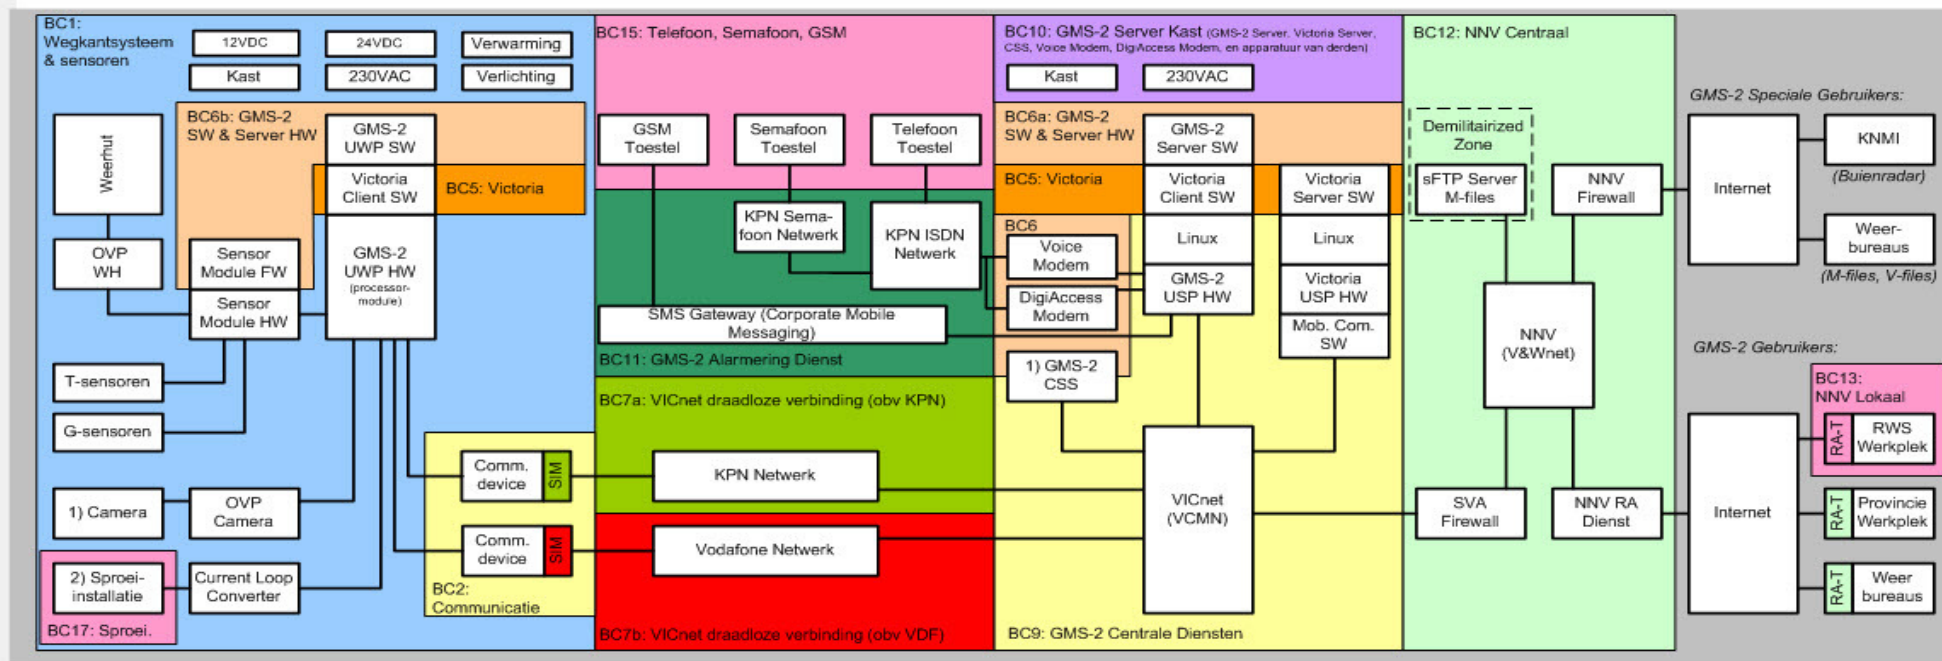 BC1:
Wegkantsysteem
& sensoren
12VDC
24VDC
Verwarming
Kast
230VAC
Verlichting
BC6b: GMS-2
SW & Server HW
GMS-2
UWP SW
Victoria
Client SW
BC5: Victoria
Weerhut
OVP
WH
Sensor
Module FW
Sensor
Module HW
GMS-2
UWP HW
(processor-
module)
T-sensoren
G-sensoren
1) Camera
OVP
Camera
2) Sproei-
installatie
Current Loop
Converter
BC17: Sproei.
Comm.
device
SIM
Comm.
device
SIM
BC2:
Communicatie
BC15: Telefoon, Semafoon, GSM
GSM
Toestel
Semafoon
Toestel
Telefoon
Toestel
KPN Sema-
foon Netwerk
KPN ISDN
Netwerk
SMS Gateway (Corporate Mobile
Messaging)
BC11: GMS-2 Alarmering Dienst
BC7a: VICnet draadloze verbinding (obv KPN)
KPN Netwerk
Vodafone Netwerk
BC7b: VICnet draadloze verbinding (obv VDF)
BC10: GMS-2 Server Kast (GMS-2 Server, Victoria Server,
CSS, Voice Modem, DigiAccess Modem, en apparatuur van derden)
Kast
230VAC
BC6a: GMS-2
SW & Server HW
GMS-2
Server SW
BC5: Victoria
Victoria
Client SW
Victoria
Server SW
BC6
Voice
Modem
DigiAccess
Modem
1) GMS-2
CSS
Linux
GMS-2
USP HW
Linux
Victoria
USP HW
Mob. Com.
SW
VICnet
(VCMN)
BC9: GMS-2 Centrale Diensten
BC12: NNV Centraal
Demilitairized
Zone
sFTP Server
M-files
NNV
Firewall
NNV
(V&Wnet)
SVA
Firewall
NNV RA
Dienst
GMS-2 Speciale Gebruikers:
Internet
KNMI
(Buienradar)
Weer-
bureaus
(M-files, V-files)
GMS-2 Gebruikers:
Internet
BC13:
NNV Lokaal
RA-T
RWS
Werkplek
RA-T
Provincie
Werkplek
RA-T
Weer
bureaus